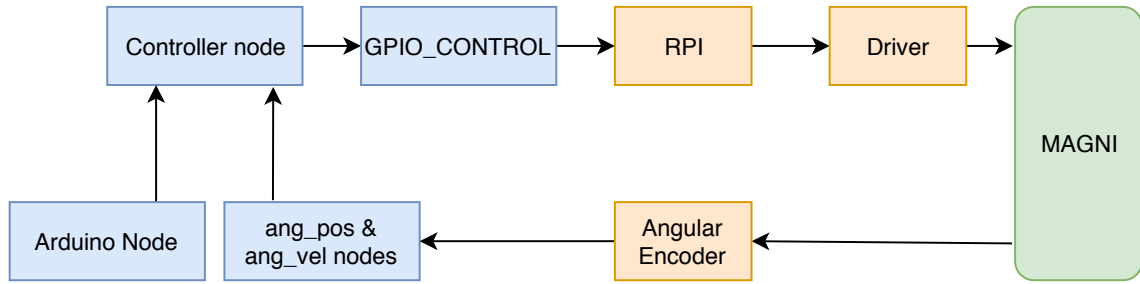 Controller node
GPIO_CONTROL
RPI
Driver
MAGNI
Arduino Node
ang_pos &
ang_vel nodes
Angular
Encoder